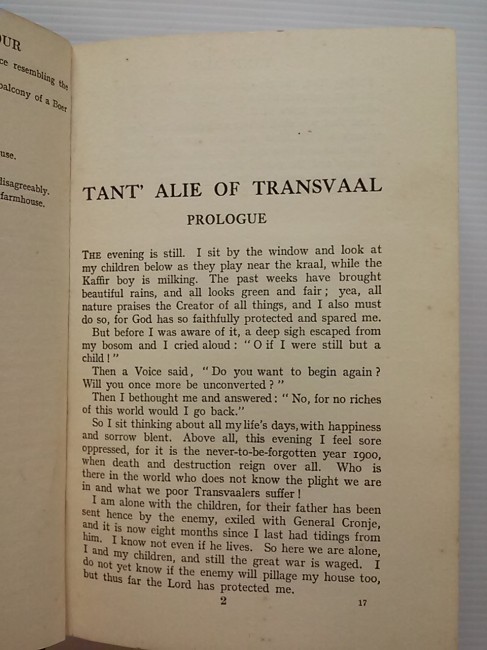 OUR
ce resembling the
balcony of a Boer
use.
disagreeably.
farmhouse.
TANT' ALIE OF TRANSVAAL
PROLOGUE
THE evening is still. I sit by the window and look at
my children below as they play near the kraal, while the
Kaffir boy is milking. The past weeks have brought
beautiful rains, and all looks green and fair; yea, all
nature praises the Creator of all things, and I also must
do so, for God has so faithfully protected and spared me.
But before I was aware of it, a deep sigh escaped from
my bosom and I cried aloud: "O if I were still but a
child!"
Then a Voice said, "Do you want to begin again?
Will you once more be unconverted?"
Then I bethought me and answered: "No, for no riches
of this world would I go back."
So I sit thinking about all my life's days, with happiness
and sorrow blent. Above all, this evening I feel sore
oppressed, for it is the never-to-be-forgotten year 1900,
when death and destruction reign over all. Who is
there in the world who does not know the plight we are
in and what we poor Transvaalers suffer!
I am alone with the children, for their father has been
sent hence by the enemy, exiled with General Cronje,
and it is now eight months since I last had tidings from
him. I know not even if he lives. So here we are alone,
I and my children, and still the great war is waged. I
do not yet know if the enemy will pillage my house too,
but thus far the Lord has protected me.
2
17